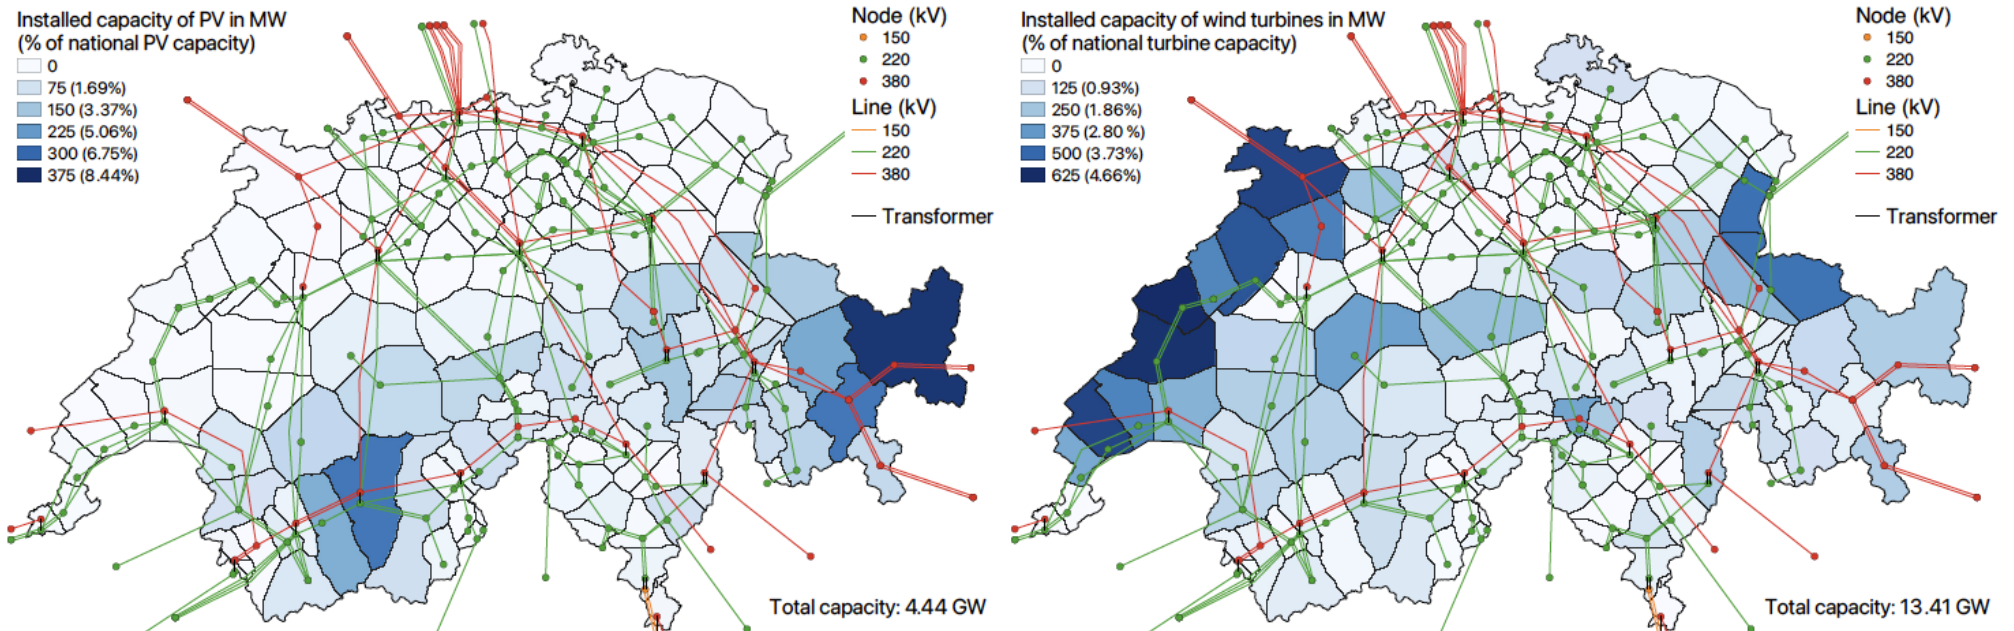 Installed capacity of PV in MW
(% of national PV capacity)
0
75 (1.69%)
150 (3.37%)
225 (5.06%)
300 (6.75%)
375 (8.44%)
Node (kV)
150
220
380
Line (kV)
150
220
380
Transformer
Total capacity: 4.44 GW
Installed capacity of wind turbines in MW
(% of national turbine capacity)
0
125 (0.93%)
250 (1.86%)
375 (2.80 %)
500 (3.73%)
625 (4.66%)
Node (kV)
150
220
380
Line (kV)
150
220
380
Transformer
Total capacity: 13.41 GW